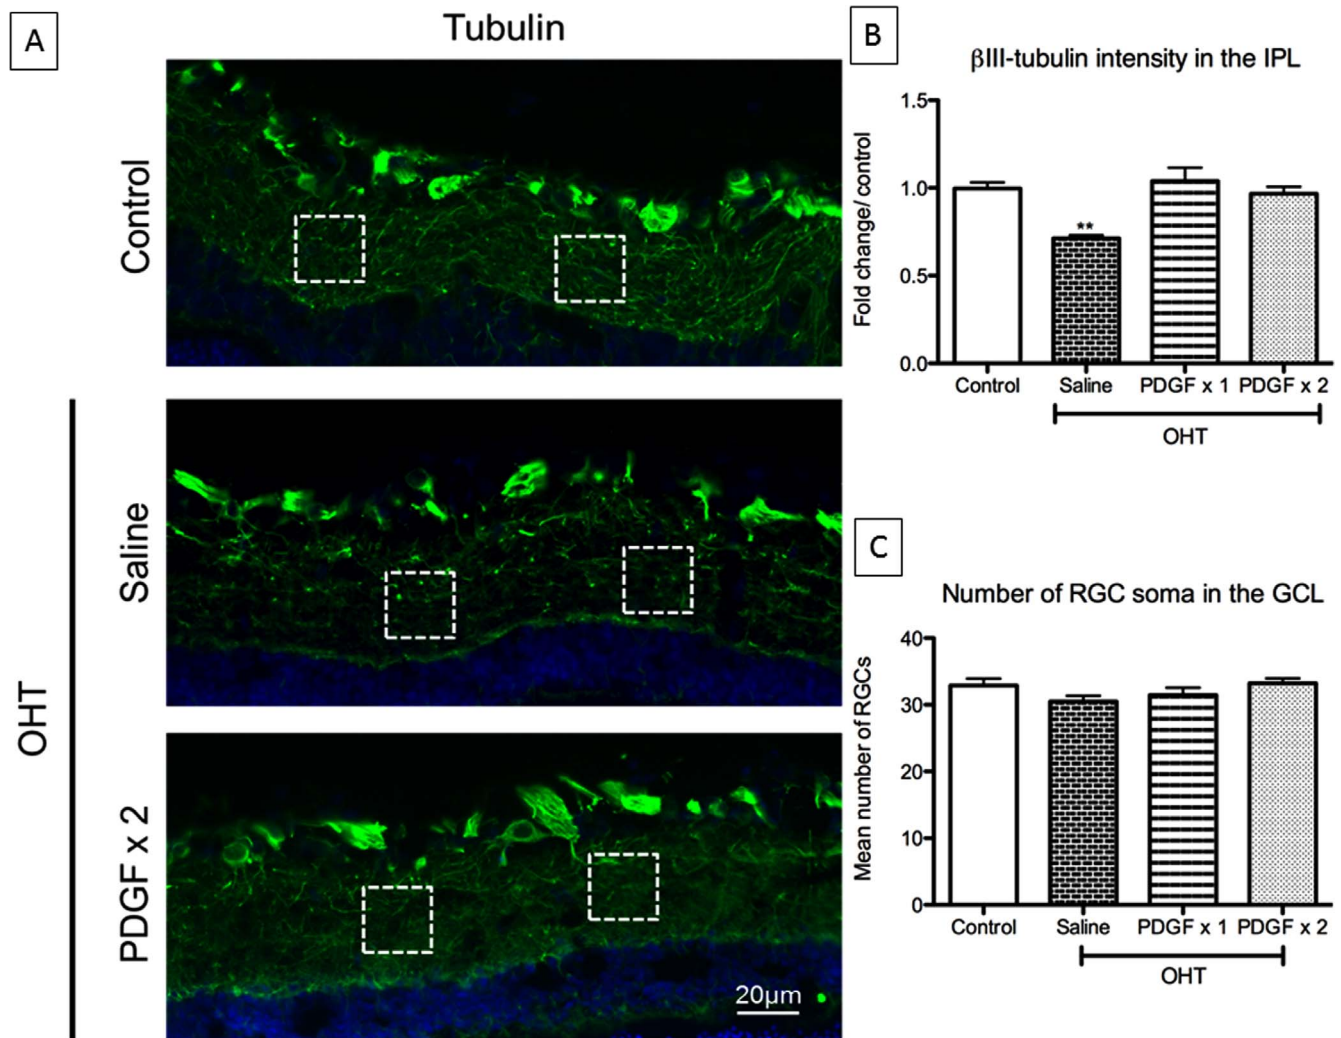 A
Tubulin
Control
Saline
PDGF x 2
OHT
20µm
B
βIII-tubulin intensity in the IPL
Fold change/ control
1.5
1.0
0.5
0.0
**
Control
Saline
PDGF x 1
PDGF x 2
OHT
C
Number of RGC soma in the GCL
Mean number of RGCs
40
30
20
10
0
Control
Saline
PDGF x 1
PDGF x 2
OHT